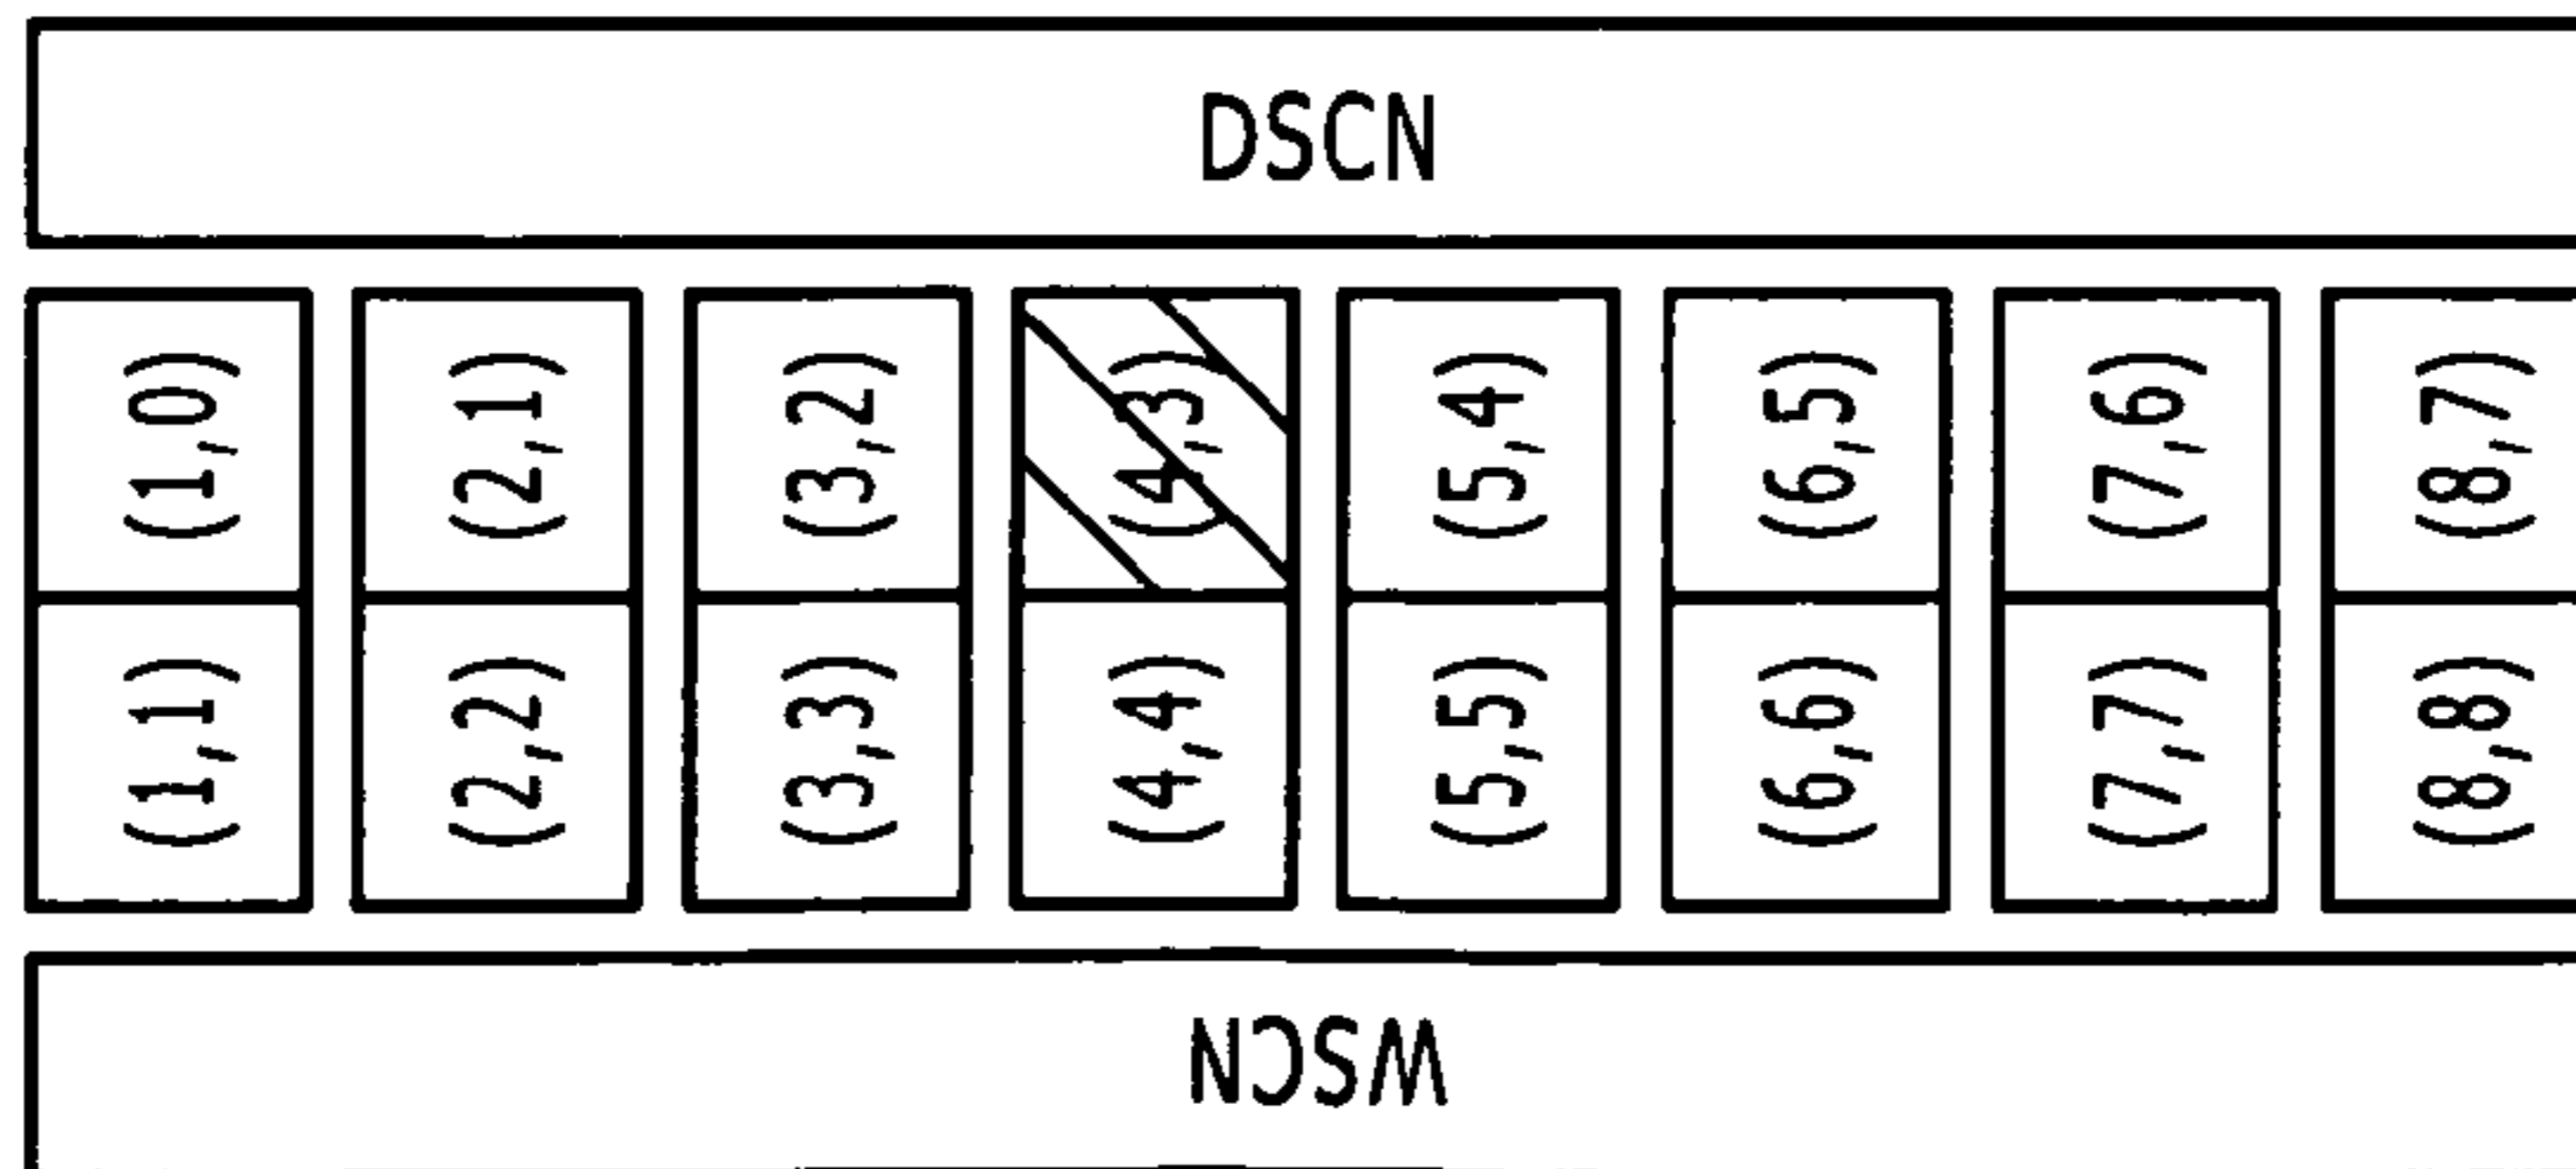 DSCN
(1,0) (2,1) (3,2) (4,3) (5,4) (6,5) (7,6) (8,7)
(1,1) (2,2) (3,3) (4,4) (5,5) (6,6) (7,7) (8,8)
WSCN